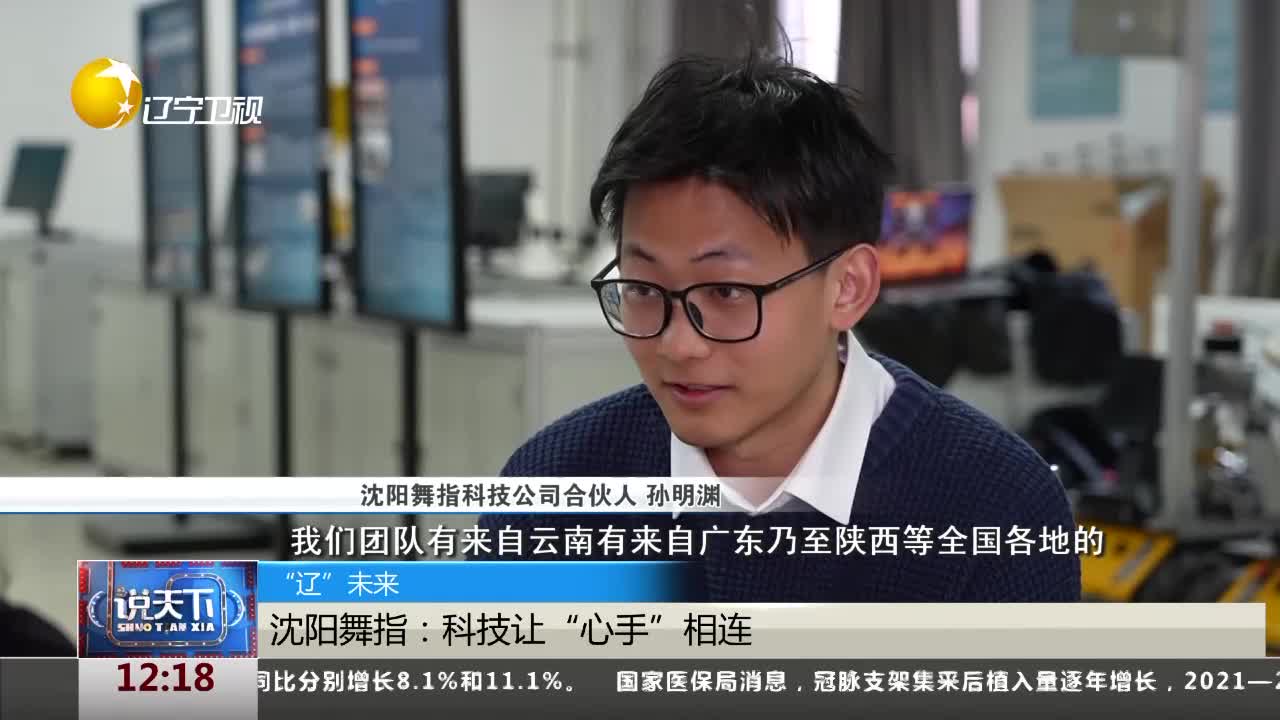 辽宁卫视
沈阳舞指科技公司合伙人 孙明渊
我们团队有来自云南有来自广东乃至陕西等全国各地的
“辽”未来
说天下
SHUO TIAN XIA
沈阳舞指：科技让“心手”相连
12:18
同比分别增长8.1%和11.1%。 国家医保局消息，冠脉支架集采后植入量逐年增长，2021—2